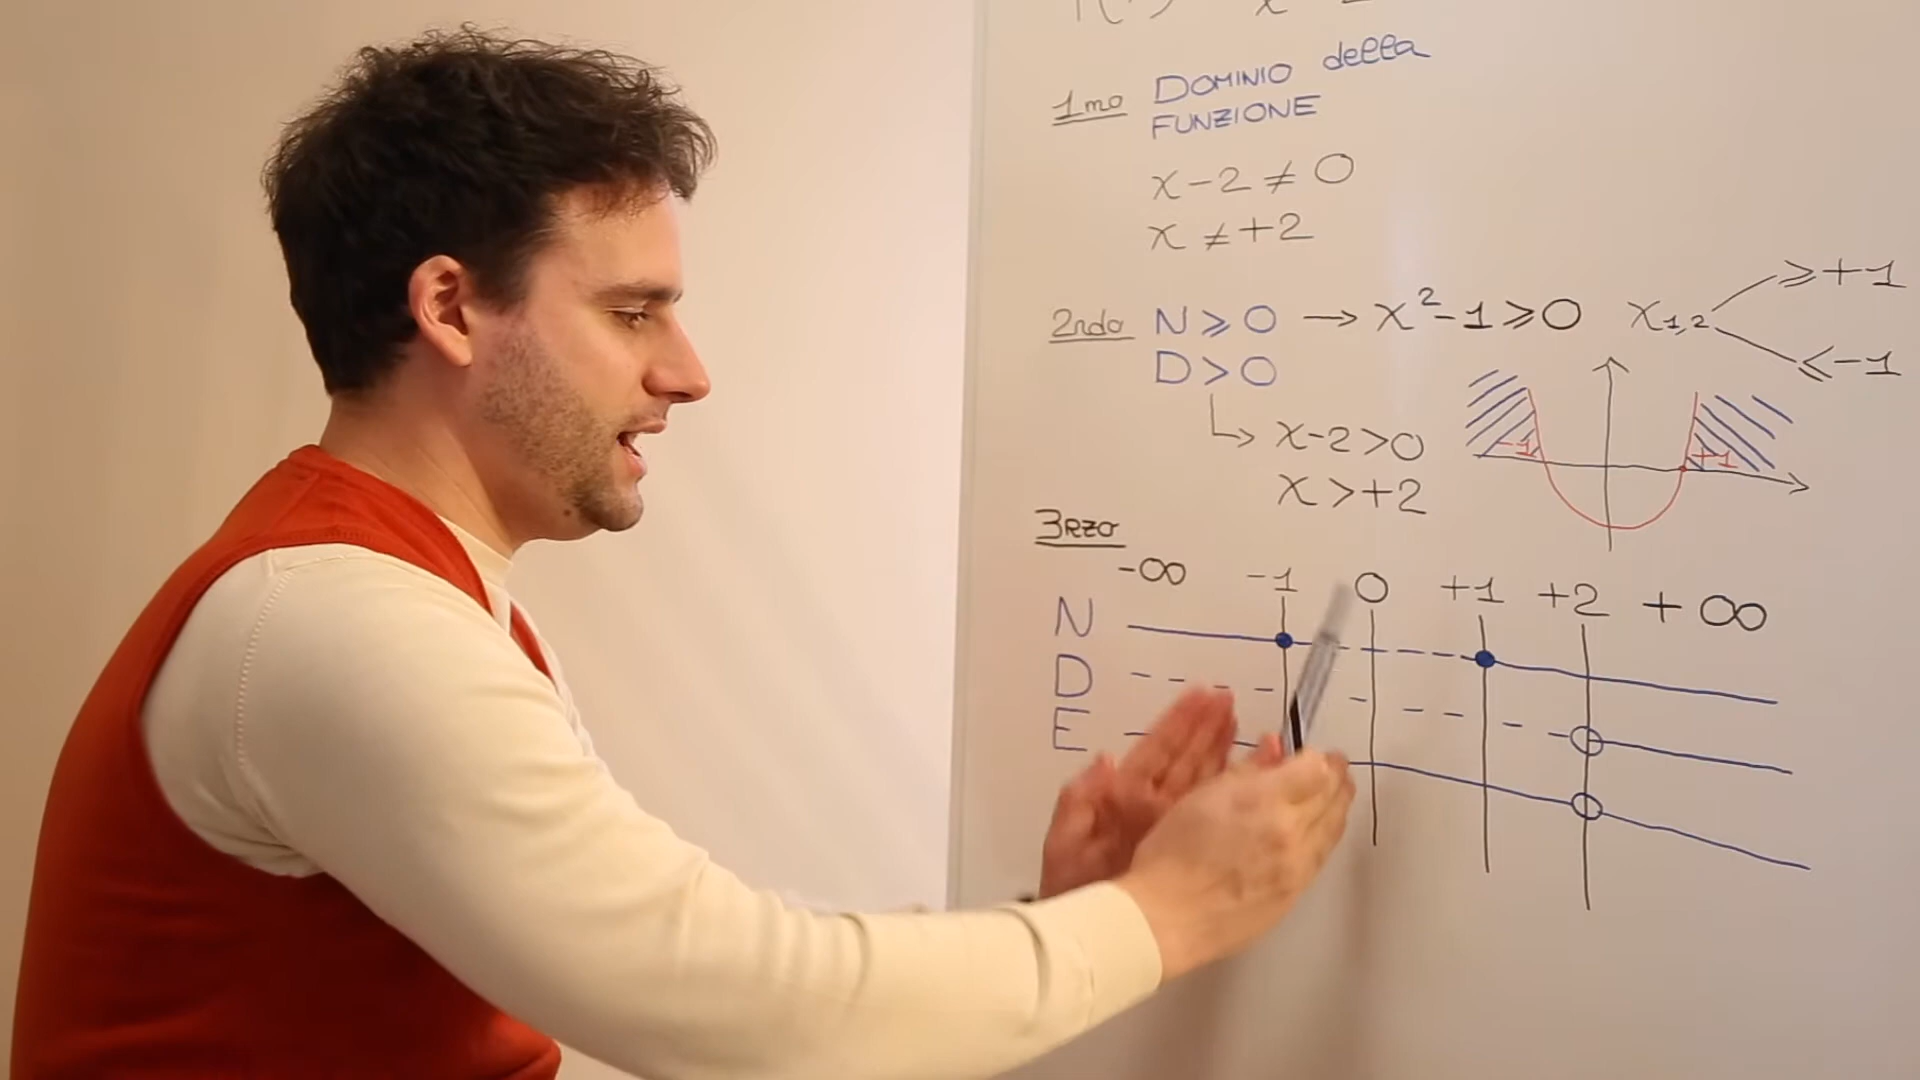 1mo DOMINIO della
FUNZIONE
x-2 ≠ 0
x ≠ +2
2ndo N ⩾ 0 → x²-1⩾0 x1,2 ⩾+1
⩽-1
D > 0
↳ x-2>0
x >+2
-1 +1
3rzo
-∞ -1 0 +1 +2 +∞
N
D
E